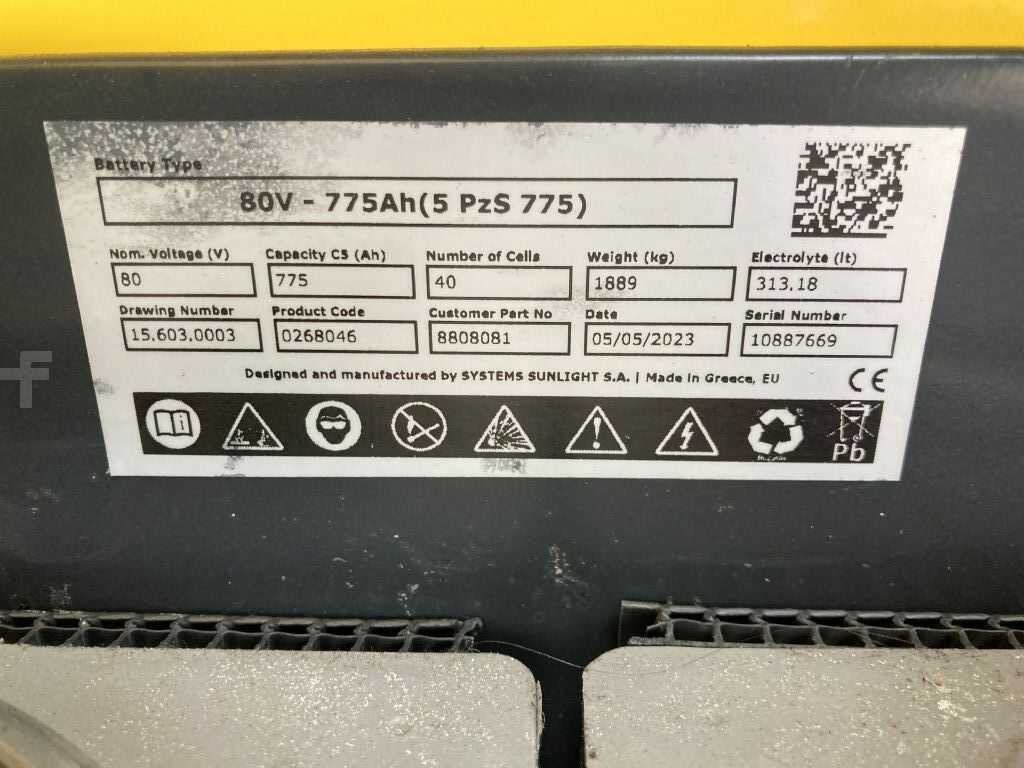 Battery Type
80V - 775Ah(5 PzS 775)
Nom. Voltage (V) Capacity C5 (Ah) Number of Cells Weight (kg) Electrolyte (lt)
80 775 40 1889 313.18
Drawing Number Product Code Customer Part No Date Serial Number
15.603.0003 0268046 8808081 05/05/2023 10887669
Designed and manufactured by SYSTEMS SUNLIGHT S.A. | Made in Greece, EU CE
Pb
f